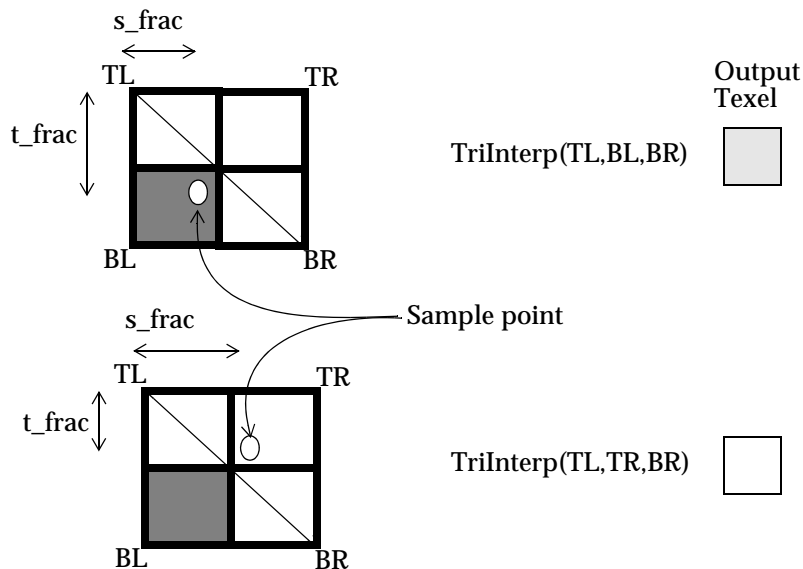 s_frac
TL
TR
t_frac
BL
BR
Output
Texel
TriInterp(TL,BL,BR)
Sample point
s_frac
TL
TR
t_frac
BL
BR
TriInterp(TL,TR,BR)